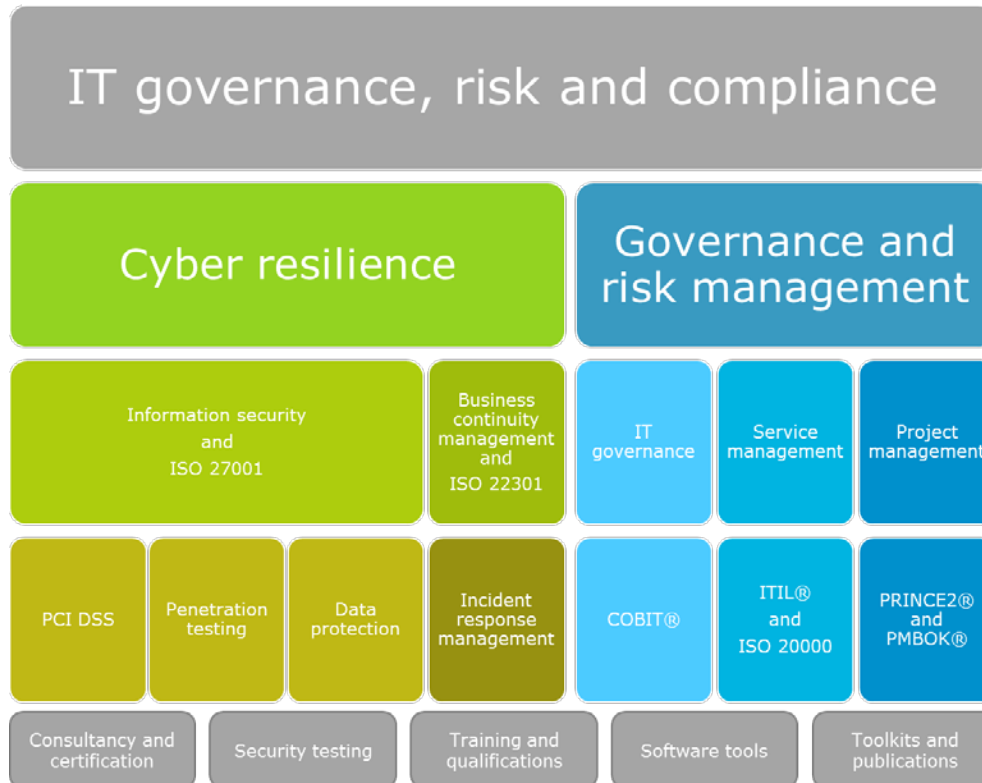 IT governance, risk and compliance
Cyber resilience
Governance and
risk management
Information security
and
ISO 27001
Business
continuity
management
and
ISO 22301
IT
governance
Service
management
Project
management
PCI DSS
Penetration
testing
Data
protection
Incident
response
management
COBIT®
ITIL®
and
ISO 20000
PRINCE2®
and
PMBOK®
Consultancy and
certification
Security testing
Training and
qualifications
Software tools
Toolkits and
publications